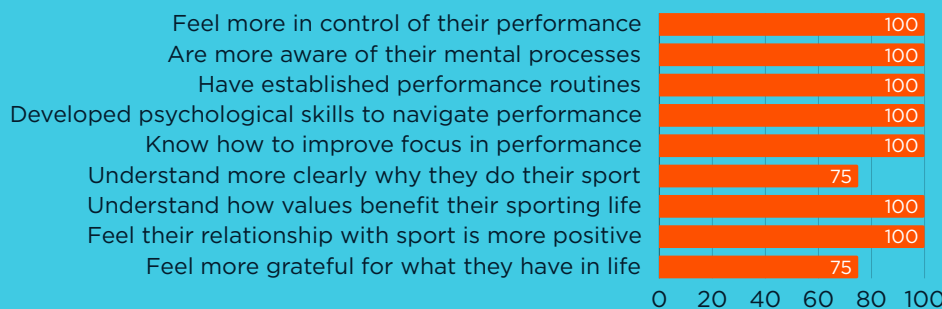 Feel more in control of their performance 100
Are more aware of their mental processes 100
Have established performance routines 100
Developed psychological skills to navigate performance 100
Know how to improve focus in performance 100
Understand more clearly why they do their sport 75
Understand how values benefit their sporting life 100
Feel their relationship with sport is more positive 100
Feel more grateful for what they have in life 75
0 20 40 60 80 100